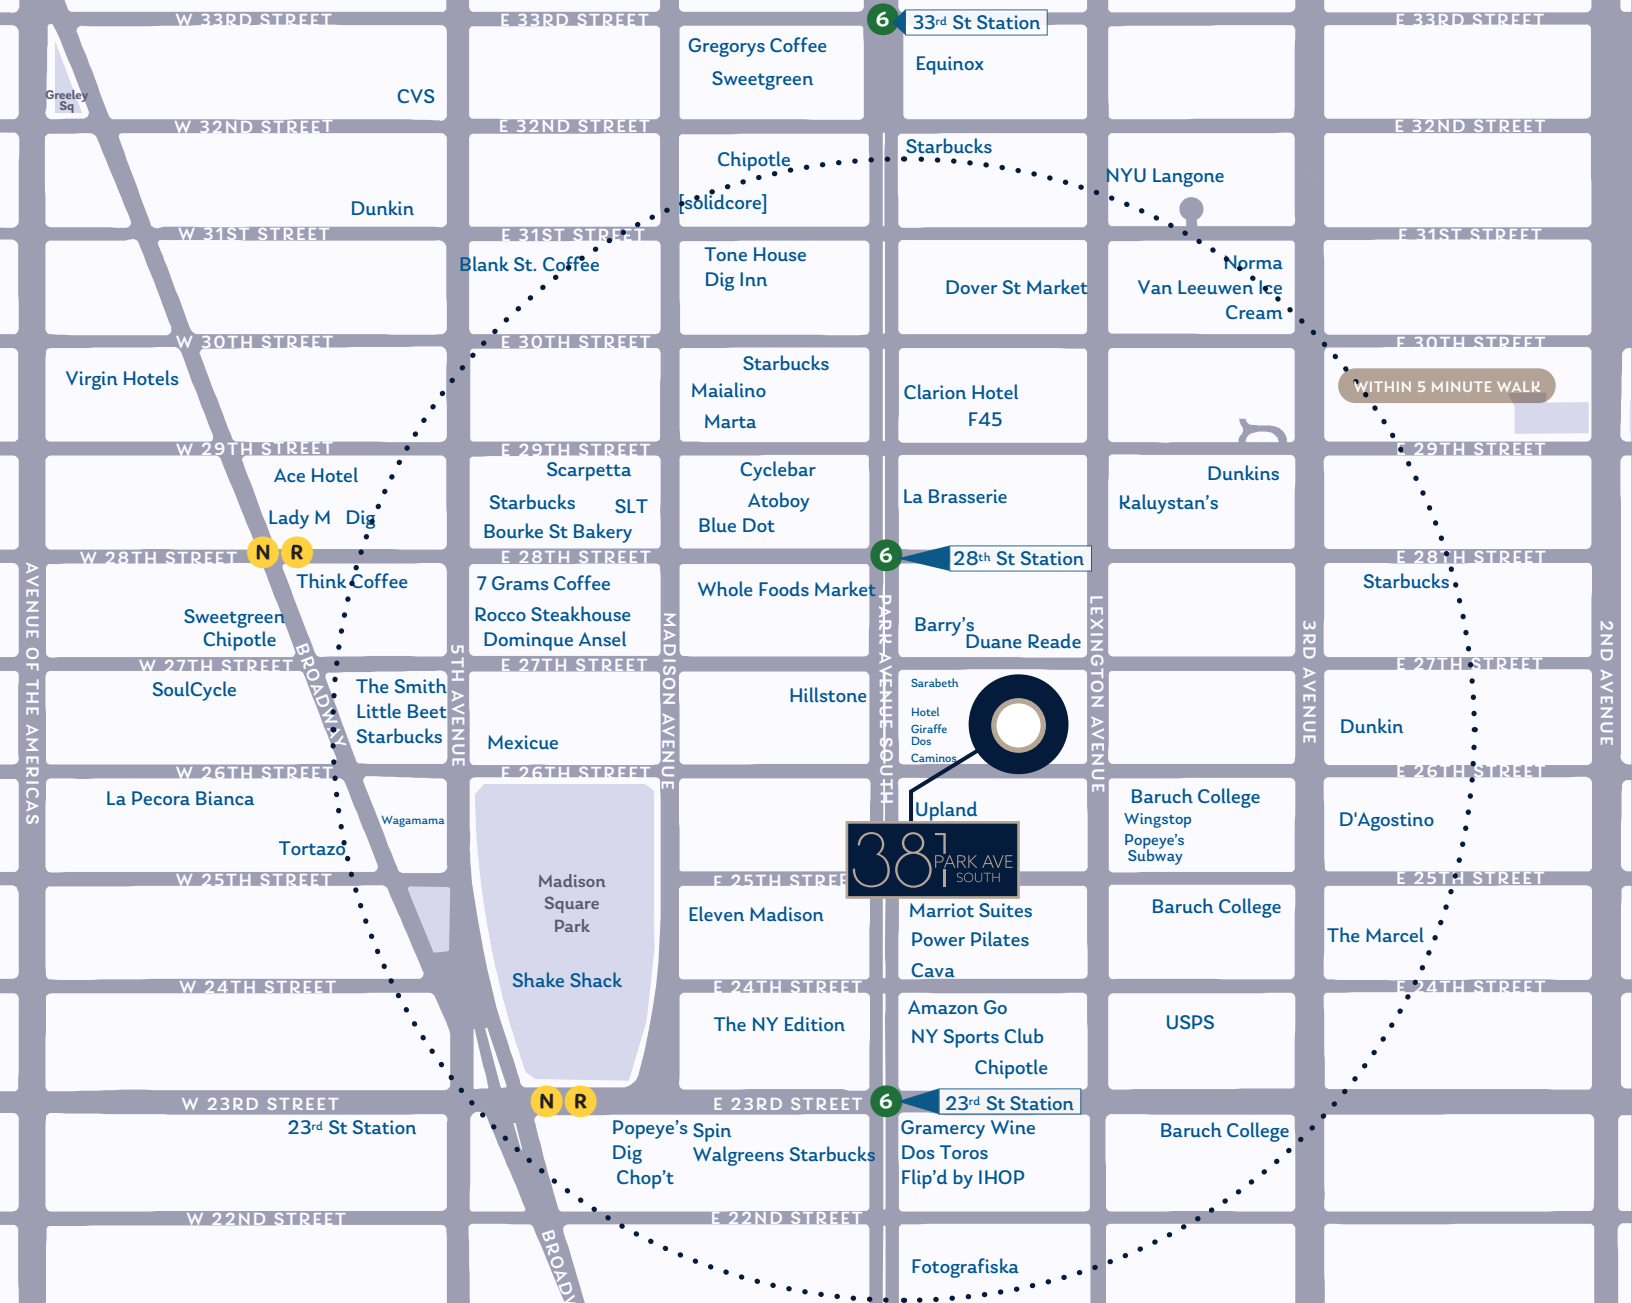 W 33RD STREET
E 33RD STREET
6
33rd St Station
E 33RD STREET
Gregorys Coffee
Sweetgreen
Equinox
Greeley
Sq
CVS
W 32ND STREET
E 32ND STREET
E 32ND STREET
Chipotle
Starbucks
NYU Langone
Dunkin
[solidcore]
W 31ST STREET
E 31ST STREET
E 31ST STREET
Blank St. Coffee
Tone House
Dig Inn
Dover St Market
Norma
Van Leeuwen Ice
Cream
W 30TH STREET
E 30TH STREET
E 30TH STREET
Virgin Hotels
Starbucks
Maialino
Marta
Clarion Hotel
F45
WITHIN 5 MINUTE WALK
W 29TH STREET
E 29TH STREET
E 29TH STREET
Ace Hotel
Lady M
Dig
Scarpetta
Starbucks
SLT
Bourke St Bakery
Cyclebar
Atoboy
Blue Dot
La Brasserie
Dunkins
Kaluystan's
W 28TH STREET
N
R
E 28TH STREET
6
28th St Station
E 28TH STREET
Think Coffee
Sweetgreen
Chipotle
7 Grams Coffee
Rocco Steakhouse
Dominque Ansel
Whole Foods Market
Barry's
Duane Reade
Starbucks
AVENUE OF THE AMERICAS
BROADWAY
5TH AVENUE
MADISON AVENUE
PARK AVENUE SOUTH
LEXINGTON AVENUE
3RD AVENUE
2ND AVENUE
W 27TH STREET
E 27TH STREET
E 27TH STREET
SoulCycle
The Smith
Little Beet
Starbucks
Mexicue
Hillstone
Sarabeth
Hotel
Giraffe
Dos
Caminos
Dunkin
W 26TH STREET
E 26TH STREET
E 26TH STREET
La Pecora Bianca
Tortazo
Wagamama
Upland
381
PARK AVE
SOUTH
Baruch College
Wingstop
Popeye's
Subway
D'Agostino
W 25TH STREET
E 25TH STREE
E 25TH STREET
Madison
Square
Park
Shake Shack
Eleven Madison
Marriot Suites
Power Pilates
Cava
Baruch College
The Marcel
W 24TH STREET
E 24TH STREET
E 24TH STREET
The NY Edition
Amazon Go
NY Sports Club
Chipotle
USPS
W 23RD STREET
N
R
E 23RD STREET
6
23rd St Station
23rd St Station
Popeye's
Dig
Chop't
Spin
Walgreens Starbucks
Gramercy Wine
Dos Toros
Flip'd by IHOP
Baruch College
W 22ND STREET
E 22ND STREET
BROADW
Fotografiska